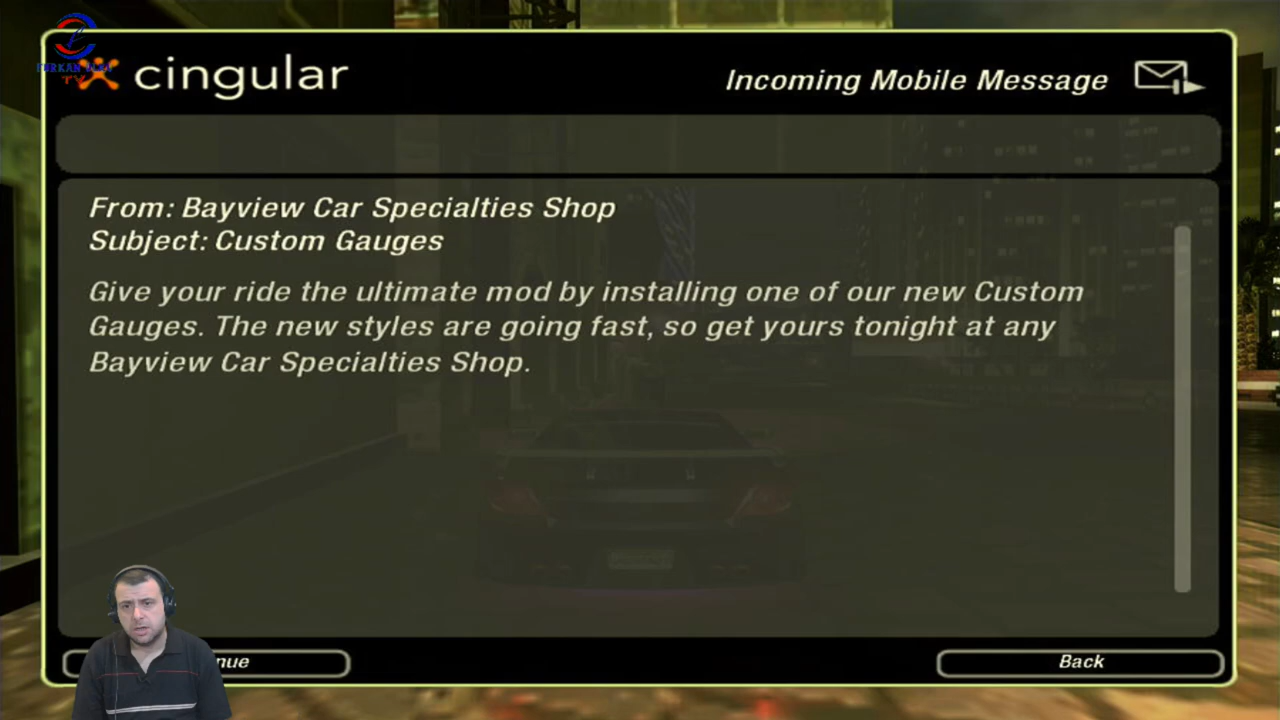 cingular
Incoming Mobile Message
From: Bayview Car Specialties Shop
Subject: Custom Gauges
Give your ride the ultimate mod by installing one of our new Custom
Gauges. The new styles are going fast, so get yours tonight at any
Bayview Car Specialties Shop.
nue
Back